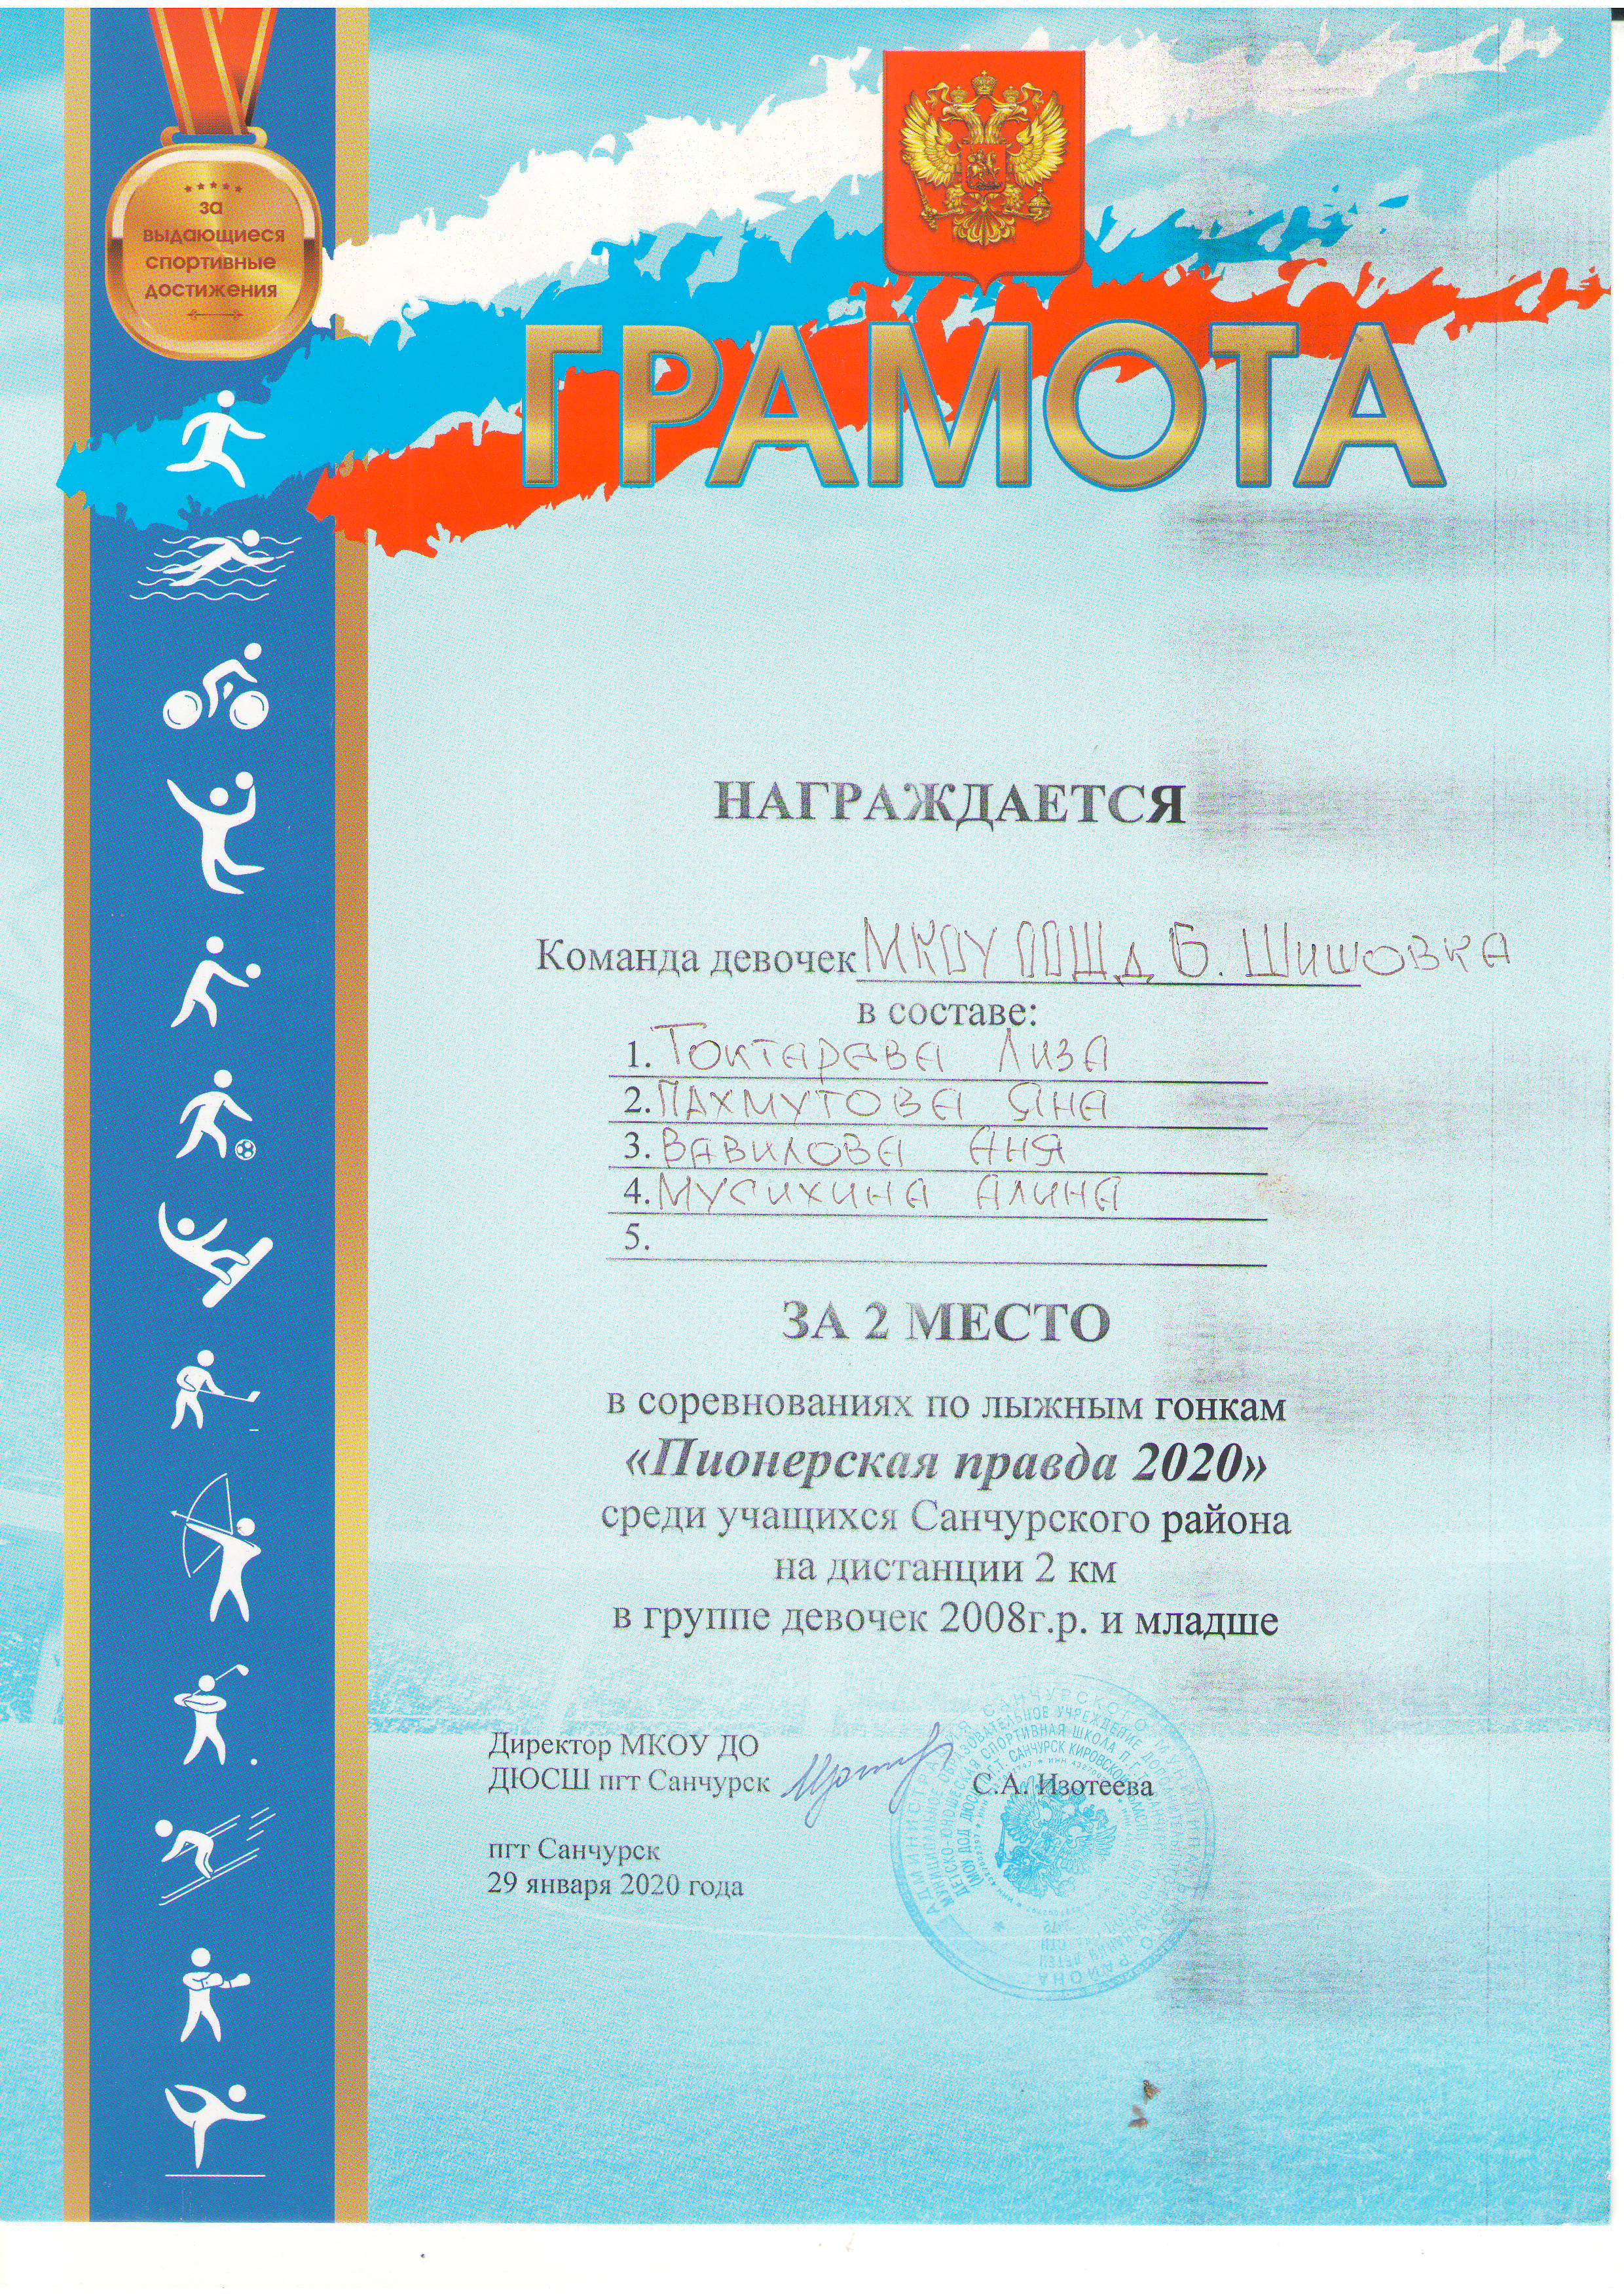 за
выдающиеся
спортивные
достижения
ГРАМОТА
НАГРАЖДАЕТСЯ
Команда девочек МКОУ ООШ д Б. Шишовка
в составе:
1. Токтарава Лиза
2. Пахмутова Яна
3. Вавилова Аня
4. Мусихина Алина
5.
ЗА 2 МЕСТО
в соревнованиях по лыжным гонкам
«Пионерская правда 2020»
среди учащихся Санчурского района
на дистанции 2 км
в группе девочек 2008г.р. и младше
Директор МКОУ ДО
ДЮСШ пгт Санчурск С.А. Изотеева
пгт Санчурск
29 января 2020 года